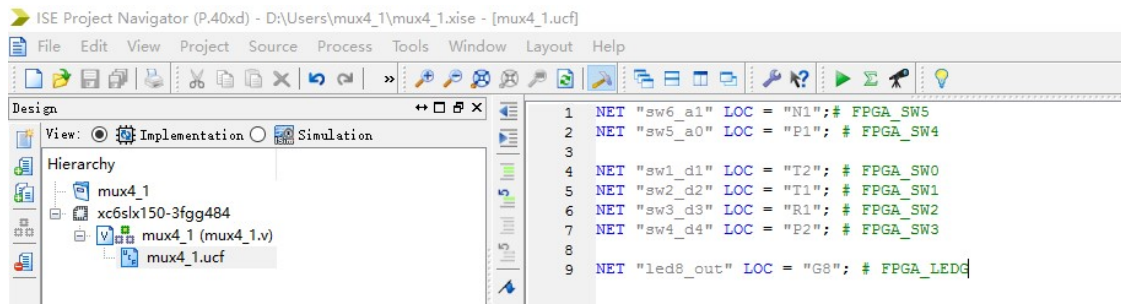 ISE Project Navigator (P.40xd) - D:\Users\mux4_1\mux4_1.xise - [mux4_1.ucf]
File Edit View Project Source Process Tools Window Layout Help
Design
View: Implementation Simulation
Hierarchy
mux4_1
xc6slx150-3fgg484
mux4_1 (mux4_1.v)
mux4_1.ucf
1 NET "sw6_a1" LOC = "N1";# FPGA_SW5
2 NET "sw5_a0" LOC = "P1"; # FPGA_SW4
3
4 NET "sw1_d1" LOC = "T2"; # FPGA_SW0
5 NET "sw2_d2" LOC = "T1"; # FPGA_SW1
6 NET "sw3_d3" LOC = "R1"; # FPGA_SW2
7 NET "sw4_d4" LOC = "P2"; # FPGA_SW3
8
9 NET "led8_out" LOC = "G8"; # FPGA_LEDG